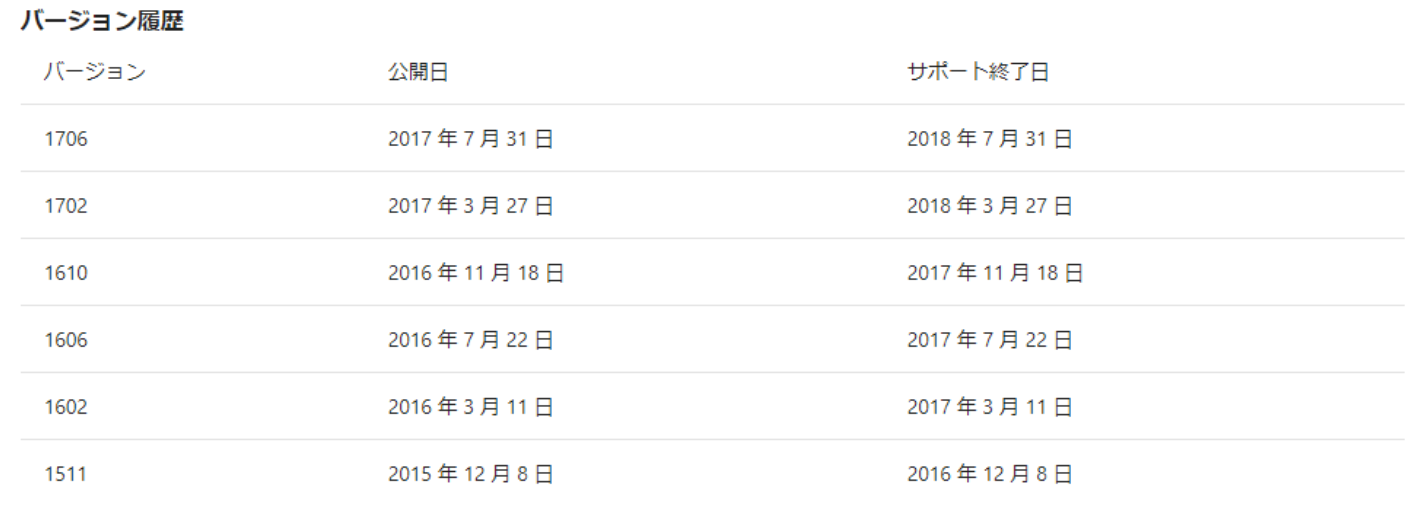 バージョン履歴
バージョン 公開日 サポート終了日
1706 2017 年 7 月 31 日 2018 年 7 月 31 日
1702 2017 年 3 月 27 日 2018 年 3 月 27 日
1610 2016 年 11 月 18 日 2017 年 11 月 18 日
1606 2016 年 7 月 22 日 2017 年 7 月 22 日
1602 2016 年 3 月 11 日 2017 年 3 月 11 日
1511 2015 年 12 月 8 日 2016 年 12 月 8 日